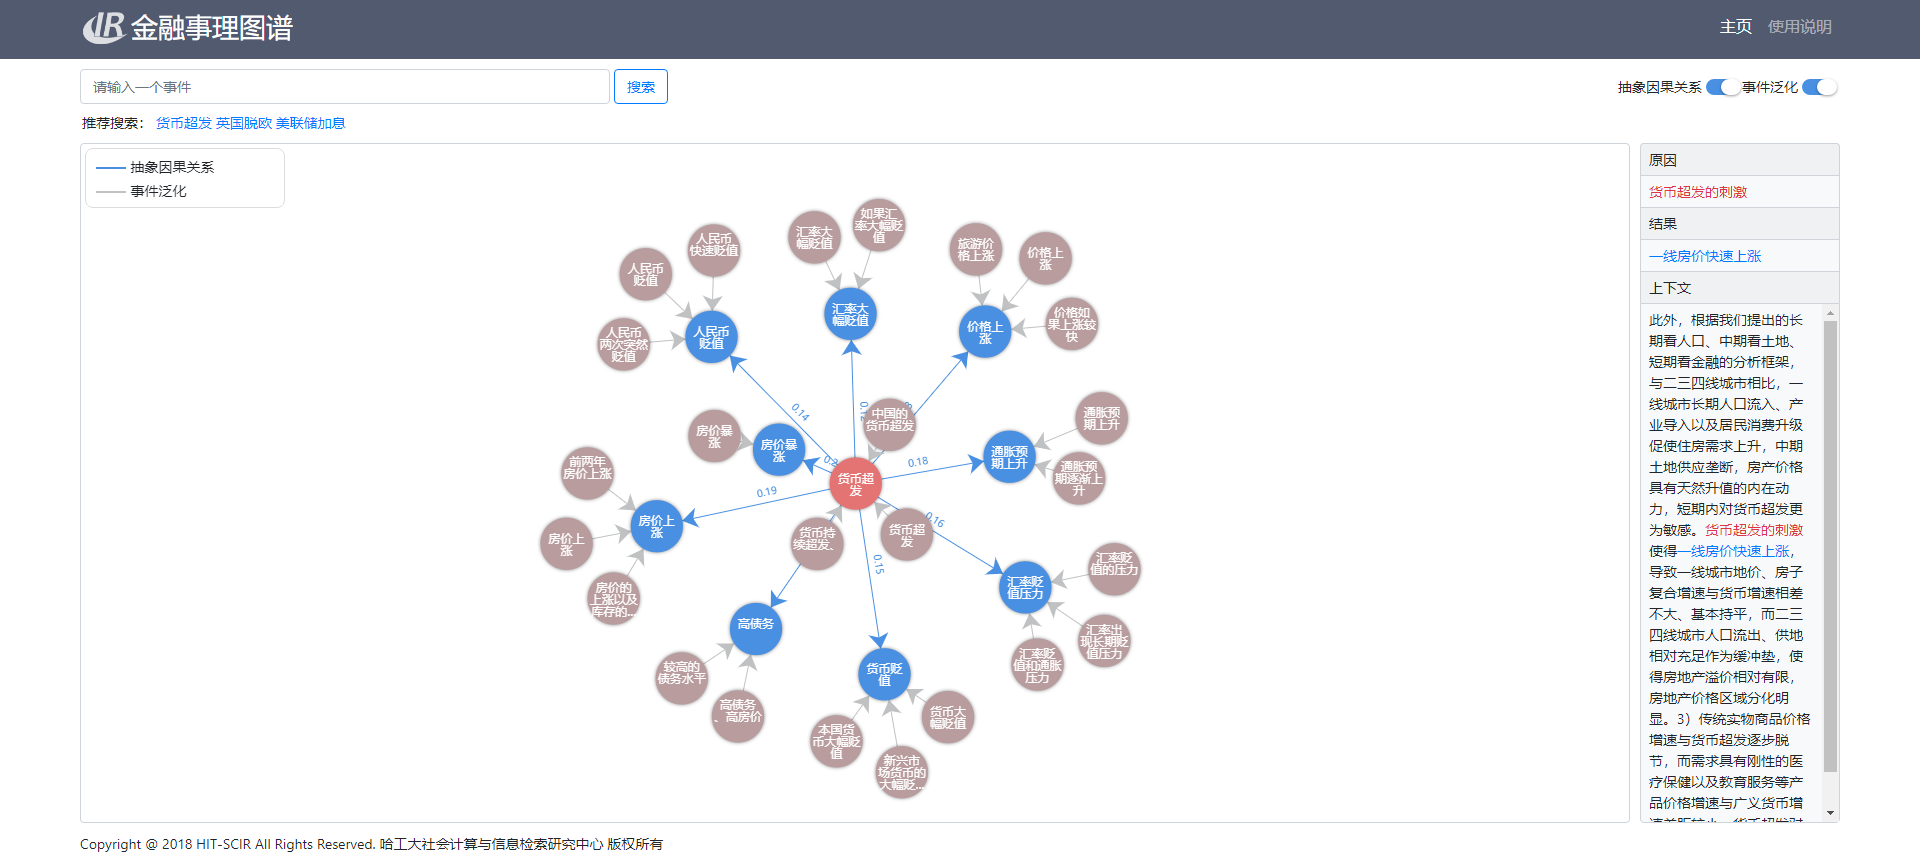 IR 金融事理图谱
主页 使用说明
请输入一个事件
搜索
抽象因果关系 事件泛化
推荐搜索： 货币超发 英国脱欧 美联储加息
抽象因果关系
事件泛化
人民币
快速贬值
人民币
贬值
人民币
两次突然
贬值
人民币
贬值
汇率大
幅贬值
如果汇
率大幅贬
值
汇率大
幅贬值
旅游价
格上涨
价格上
涨
价格如
果上涨较
快
价格上
涨
0.14
中国的
货币超发
房价暴
涨
房价暴
涨
通胀预
期上升
通胀预
期上升
通胀预
期逐渐上
升
0.18
货币超
发
0.19
前两年
房价上涨
房价上
涨
房价上
涨
房价的
上涨以及
库存的...
货币持
续超发、
货币超
发
0.16
0.15
汇率贬
值的压力
汇率贬
值压力
汇率出
现长期贬
值压力
汇率贬
值和通胀
压力
高债务
较高的
债务水平
高债务
、高房价
货币贬
值
货币大
幅贬值
本国货
币大幅贬
值
新兴市
场货币的
大幅贬...
原因
货币超发的刺激
结果
一线房价快速上涨
上下文
此外，根据我们提出的长
期看人口、中期看土地、
短期看金融的分析框架，
与二三四线城市相比，一
线城市长期人口流入、产
业导入以及居民消费升级
促使住房需求上升，中期
土地供应垄断，房产价格
具有天然升值的内在动
力，短期内对货币超发更
为敏感。货币超发的刺激
使得一线房价快速上涨，
导致一线城市地价、房子
复合增速与货币增速相差
不大、基本持平，而二三
四线城市人口流出、供地
相对充足作为缓冲垫，使
得房地产溢价相对有限，
房地产价格区域分化明
显。3）传统实物商品价格
增速与货币超发逐步脱
节，而需求具有刚性的医
疗保健以及教育服务等产
品价格增速与广义货币增
Copyright @ 2018 HIT-SCIR All Rights Reserved. 哈工大社会计算与信息检索研究中心 版权所有